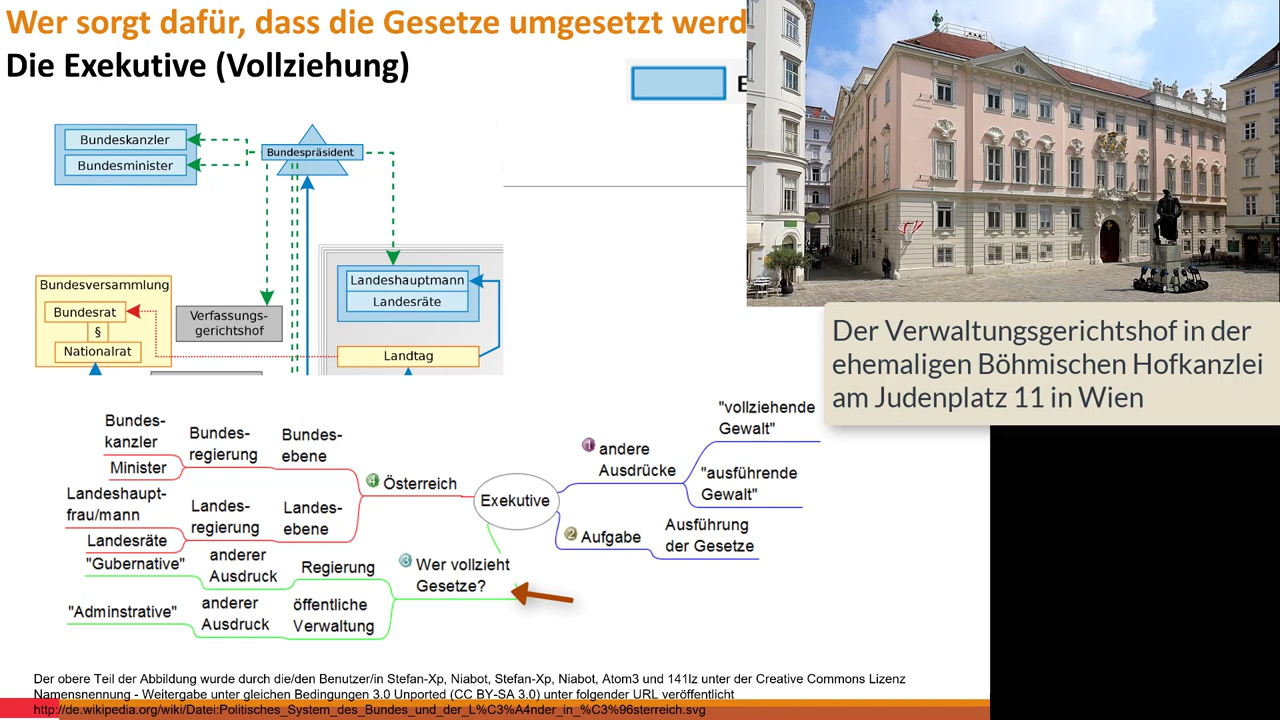 Wer sorgt dafür, dass die Gesetze umgesetzt werd
Die Exekutive (Vollziehung)
Bundeskanzler
Bundesminister
Bundespräsident
Landeshauptmann
Landesräte
Bundesversammlung
Bundesrat
§
Nationalrat
Verfassungs-
gerichtshof
Landtag
Der Verwaltungsgerichtshof in der
ehemaligen Böhmischen Hofkanzlei
am Judenplatz 11 in Wien
Exekutive
1 andere
Ausdrücke
"vollziehende
Gewalt"
"ausführende
Gewalt"
2 Aufgabe
Ausführung
der Gesetze
3 Wer vollzieht
Gesetze?
Regierung
anderer
Ausdruck
"Gubernative"
öffentliche
Verwaltung
anderer
Ausdruck
"Adminstrative"
4 Österreich
Bundes-
ebene
Bundes-
regierung
Bundes-
kanzler
Minister
Landes-
ebene
Landes-
regierung
Landeshaupt-
frau/mann
Landesräte
Der obere Teil der Abbildung wurde durch die/den Benutzer/in Stefan-Xp, Niabot, Stefan-Xp, Niabot, Atom3 und 141lz unter der Creative Commons Lizenz
Namensnennung - Weitergabe unter gleichen Bedingungen 3.0 Unported (CC BY-SA 3.0) unter folgender URL veröffentlicht
http://de.wikipedia.org/wiki/Datei:Politisches_System_des_Bundes_und_der_L%C3%A4nder_in_%C3%96sterreich.svg